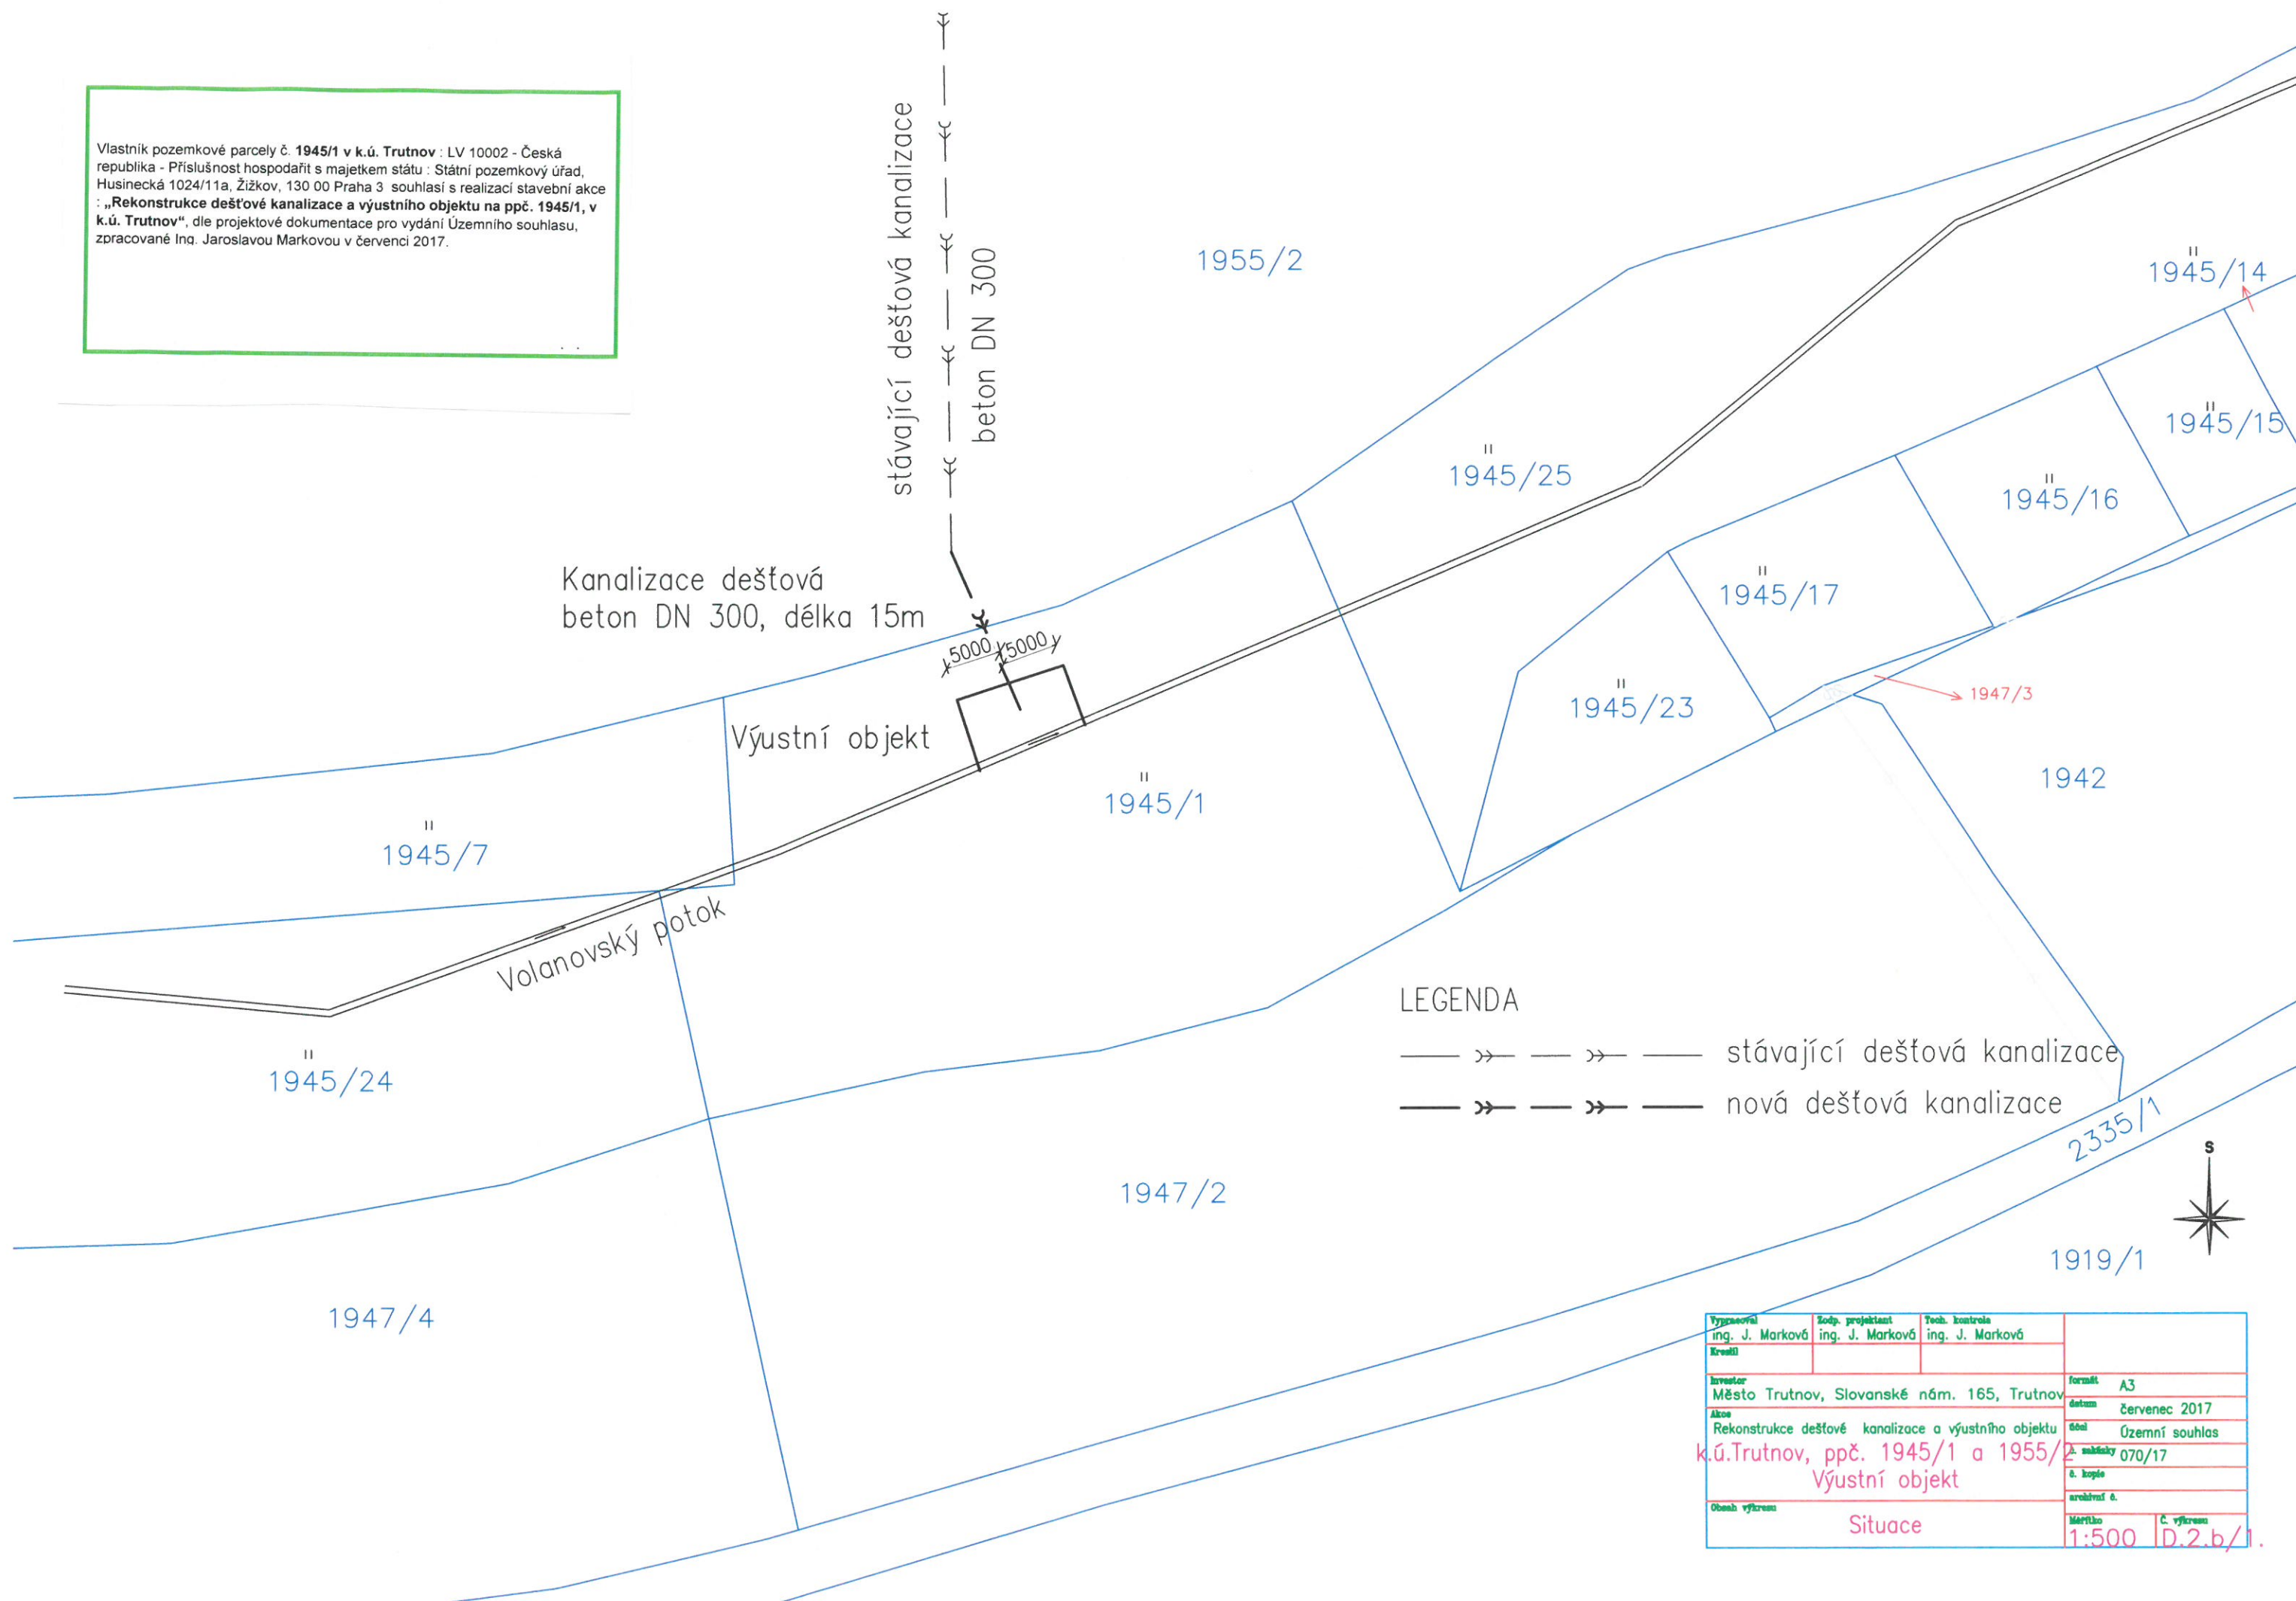 Vlastník pozemkové parcely č. 1945/1 v k.ú. Trutnov : LV 10002 - Česká
republika - Příslušnost hospodařit s majetkem státu : Státní pozemkový úřad,
Husinecká 1024/11a, Žižkov, 130 00 Praha 3 souhlasí s realizací stavební akce
: „Rekonstrukce dešťové kanalizace a výustního objektu na ppč. 1945/1, v
k.ú. Trutnov“, dle projektové dokumentace pro vydání Územního souhlasu,
zpracované Ing. Jaroslavou Markovou v červenci 2017.
stávající dešťová kanalizace
beton DN 300
1955/2
1945/14
1945/15
1945/25
1945/16
Kanalizace dešťová
beton DN 300, délka 15m
1945/17
5000
5000
1945/23
1947/3
Výustní objekt
1942
1945/1
1945/7
Volanovský potok
LEGENDA
stávající dešťová kanalizace
nová dešťová kanalizace
1945/24
2335/1
S
1947/2
1919/1
1947/4
Vypracoval
Zodp. projektant
Tech. kontrola
ing. J. Marková
ing. J. Marková
ing. J. Marková
Kreslil
Investor
Město Trutnov, Slovanské nám. 165, Trutnov
formát
A3
datum
červenec 2017
Akce
Rekonstrukce dešťové kanalizace a výustního objektu
účel
Územní souhlas
k.ú.Trutnov, ppč. 1945/1 a 1955/2
č. zakázky
070/17
Výustní objekt
č. kopie
archivní č.
Obsah výkresu
Situace
Měřítko
1:500
Č. výkresu
D.2.b/1.